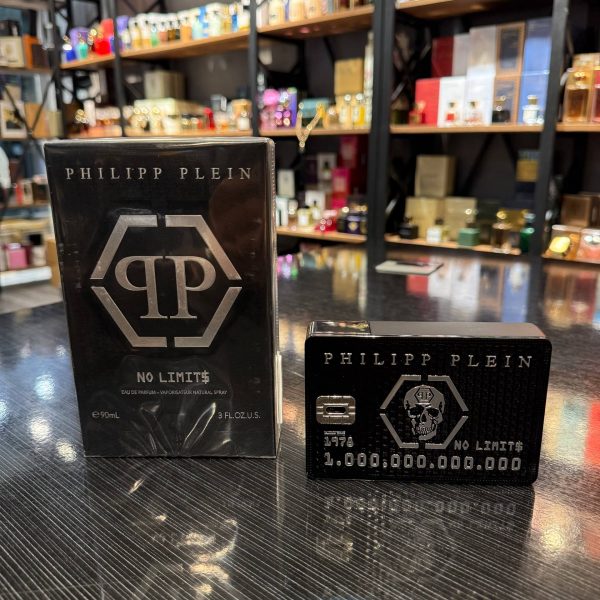 PHILIPP PLEIN
PP
NO LIMIT$
EAU DE PARFUM - VAPORISATEUR NATURAL SPRAY
℮90mL 3 FL.OZ.U.S.
PHILIPP PLEIN
PP
1978
NO LIMIT$
1.000.000.000.000